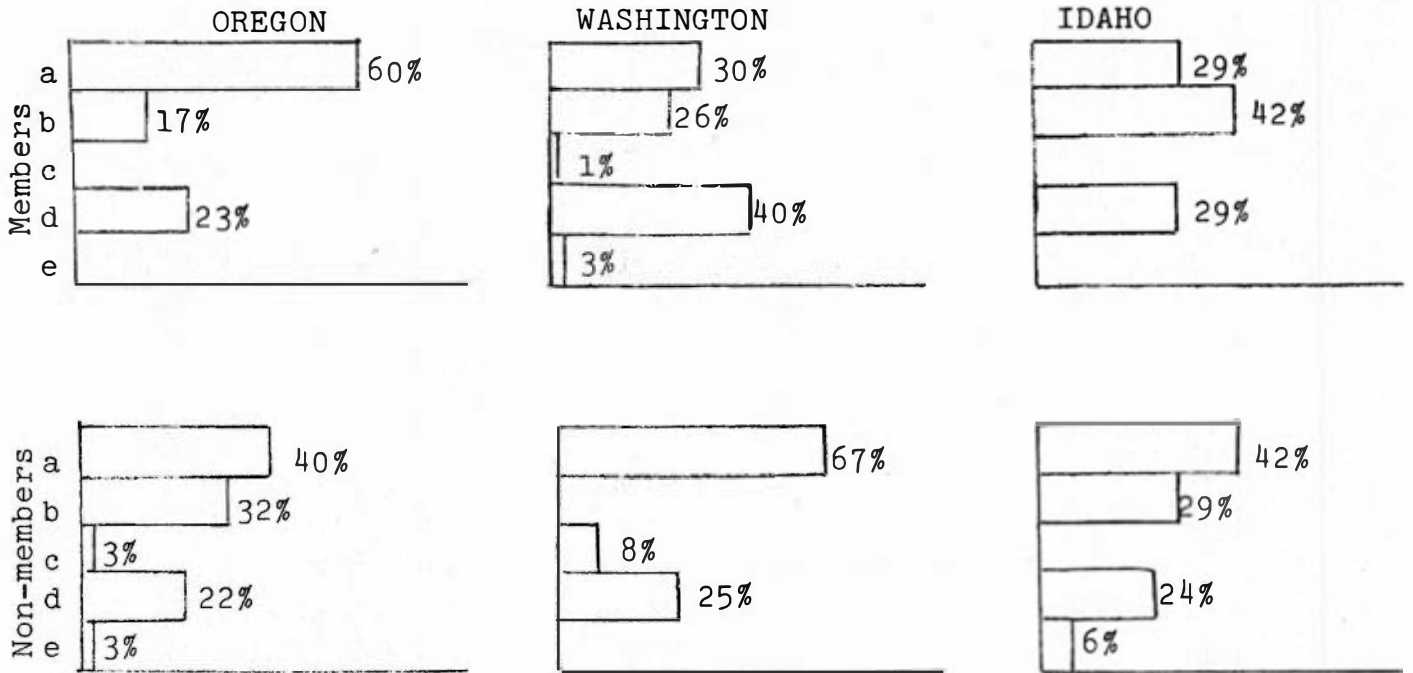 OREGON WASHINGTON IDAHO
Members
a 60% 30% 29%
b 17% 26% 42%
c 1%
d 23% 40% 29%
e 3%
Non-members
a 40% 67% 42%
b 32% 29%
c 3% 8%
d 22% 25% 24%
e 3% 6%